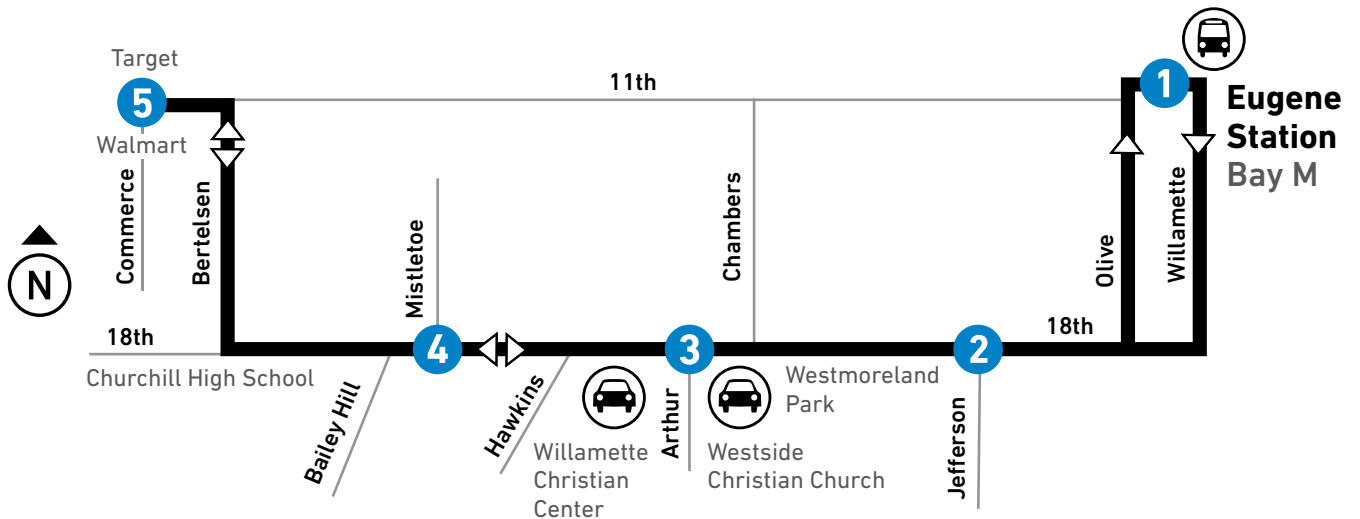 Target
5
Walmart
Commerce
Bertelsen
11th
1
Eugene
Station
Bay M
Mistletoe
Chambers
Olive
Willamette
N
18th
Churchill High School
4
3
2
18th
Bailey Hill
Hawkins
Willamette
Christian
Center
Arthur
Westside
Christian Church
Westmoreland
Park
Jefferson